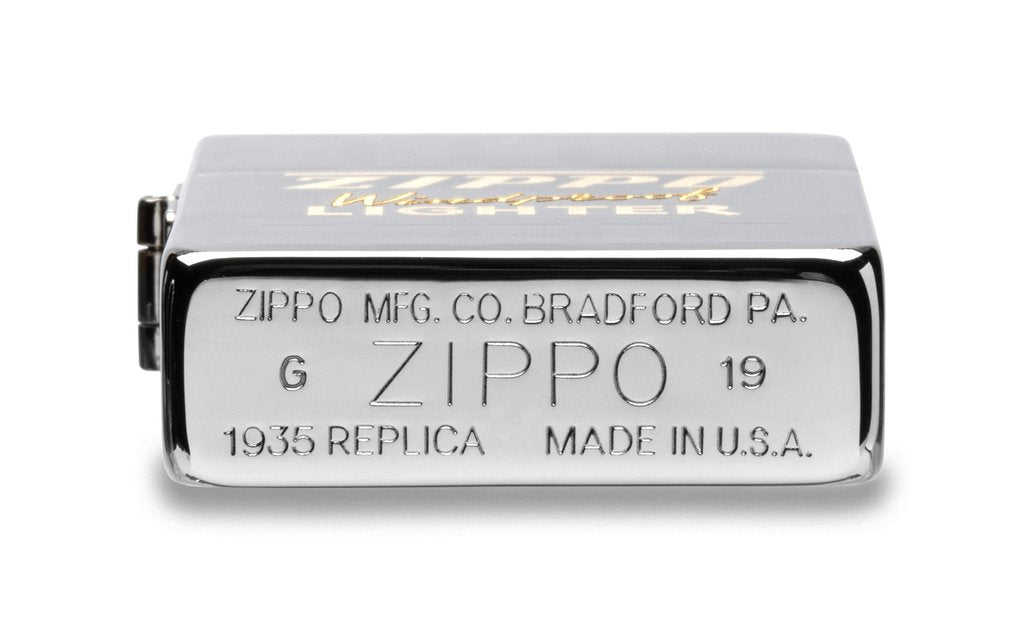 ZIPPO
Windproof
LIGHTER
ZIPPO MFG. CO. BRADFORD PA.
G ZIPPO 19
1935 REPLICA MADE IN U.S.A.